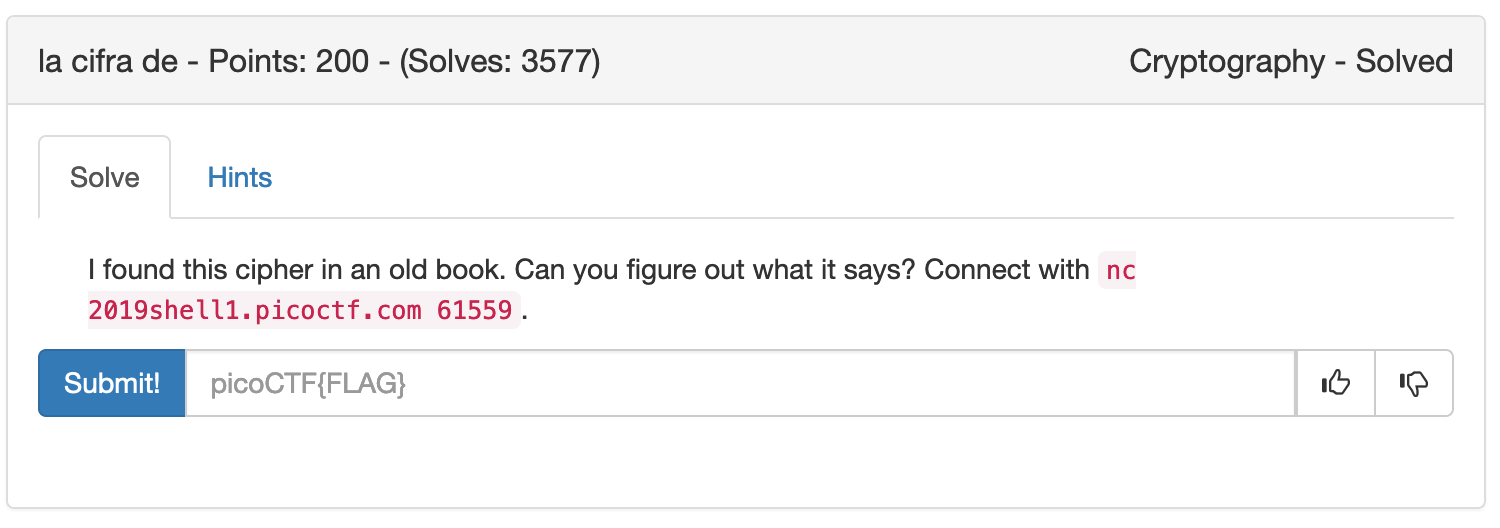 la cifra de - Points: 200 - (Solves: 3577) Cryptography - Solved
Solve Hints
I found this cipher in an old book. Can you figure out what it says? Connect with nc
2019shell1.picoctf.com 61559.
Submit! picoCTF{FLAG}